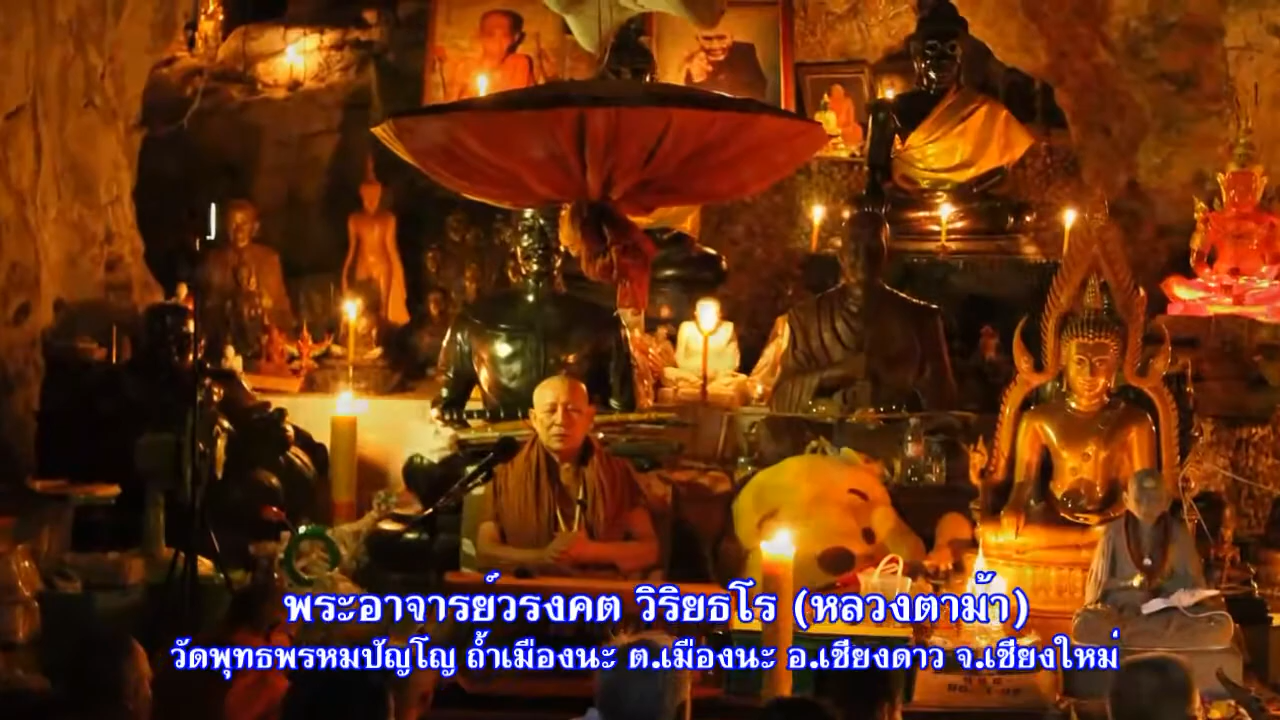 พระอาจารย์วรงคต วิริยธโร (หลวงตาม้า)
วัดพุทธพรหมปัญโญ ถ้ำเมืองนะ ต.เมืองนะ อ.เชียงดาว จ.เชียงใหม่